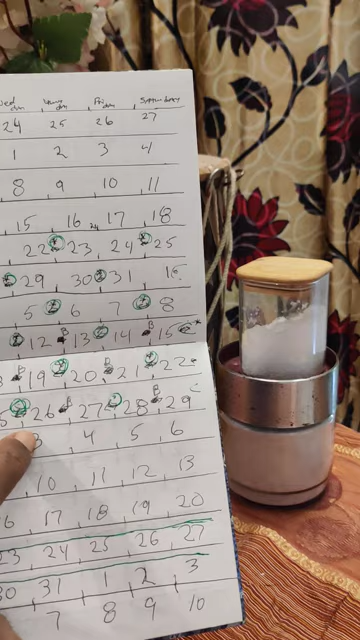 Wed Thurs Fri Saturday
24 25 26 27
1 2 3 4
8 9 10 11
15 16 17 18
22 23 24 25
29 30 31
5 6 7 8
12 B 13 14 B 15
B 19 20 B 21 22
26 B 27 28 B 29
3 4 5 6
10 11 12 13
6 17 18 19 20
23 24 25 26 27
30 31 1 2 3
7 8 9 10